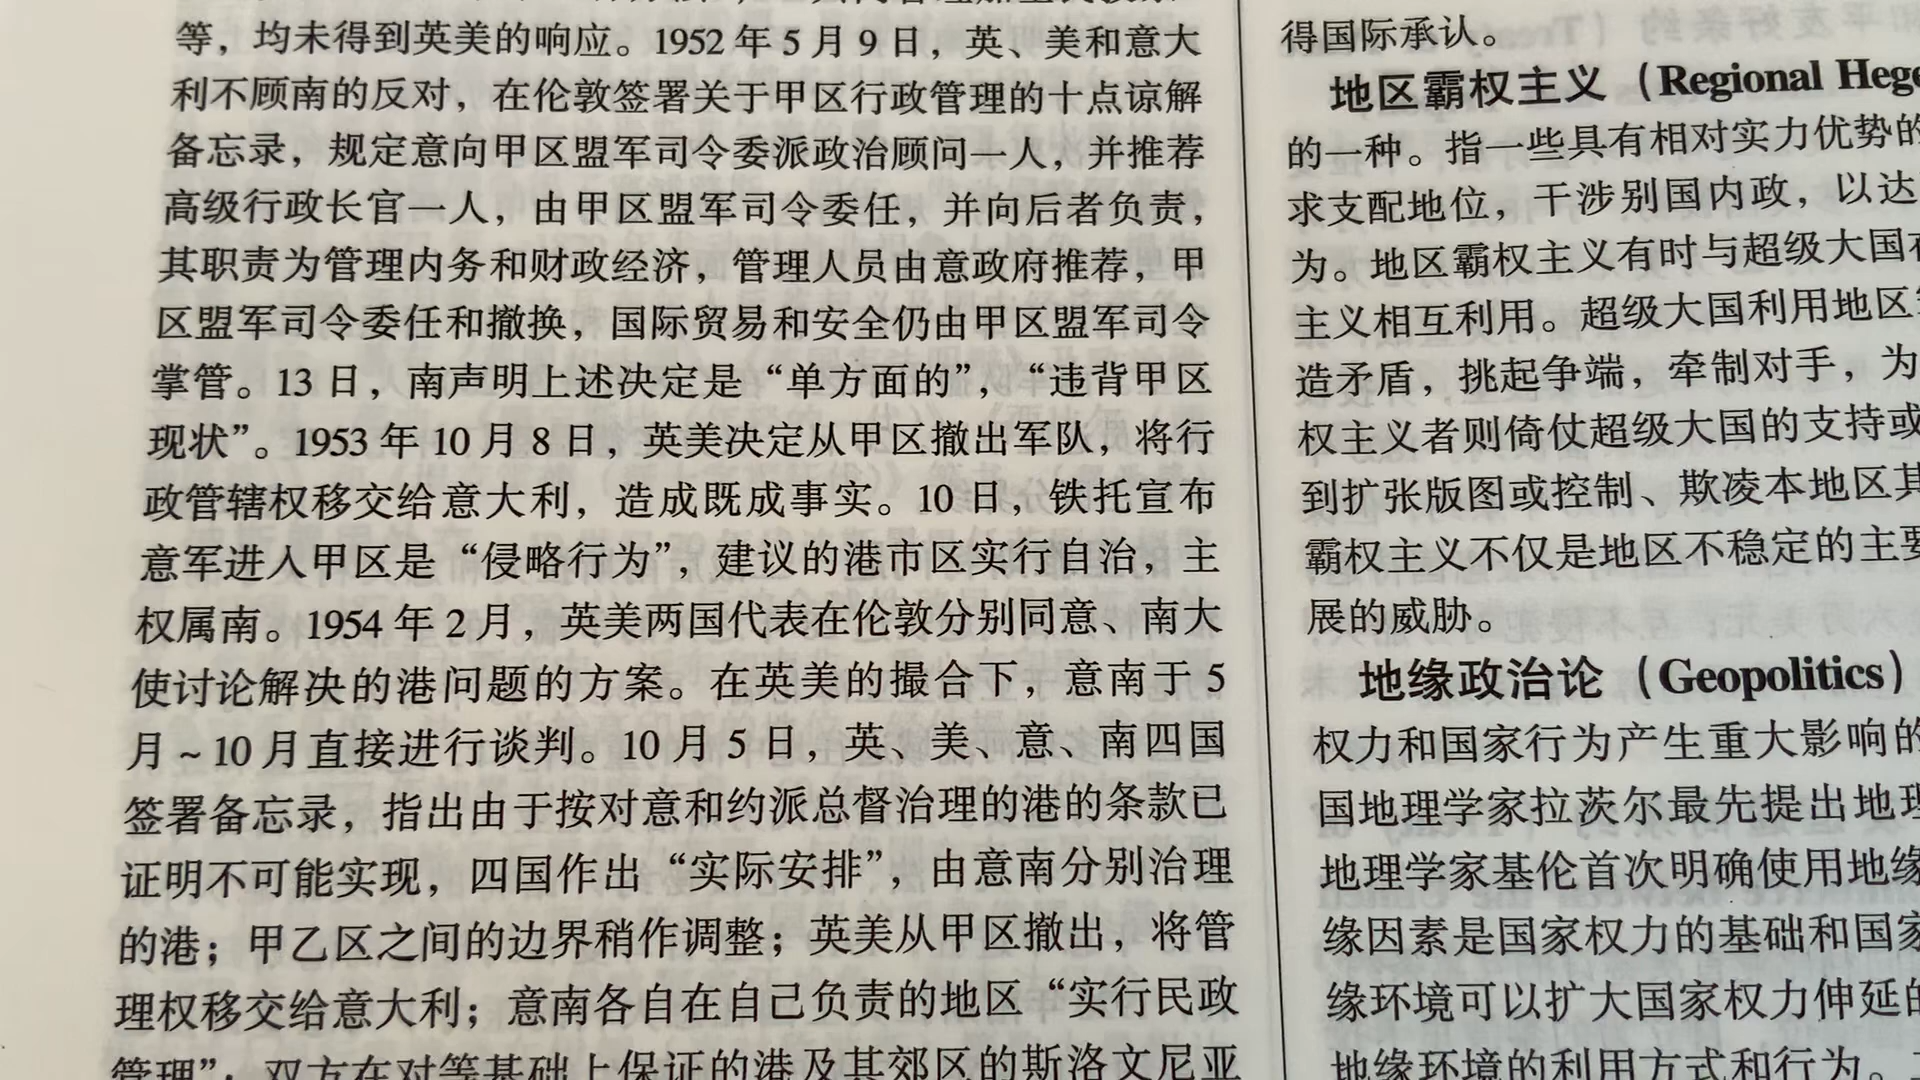 等，均未得到英美的响应。1952年5月9日，英、美和意大
利不顾南的反对，在伦敦签署关于甲区行政管理的十点谅解
备忘录，规定意向甲区盟军司令委派政治顾问一人，并推荐
高级行政长官一人，由甲区盟军司令委任，并向后者负责，
其职责为管理内务和财政经济，管理人员由意政府推荐，甲
区盟军司令委任和撤换，国际贸易和安全仍由甲区盟军司令
掌管。13日，南声明上述决定是“单方面的”，“违背甲区
现状”。1953年10月8日，英美决定从甲区撤出军队，将行
政管辖权移交给意大利，造成既成事实。10日，铁托宣布
意军进入甲区是“侵略行为”，建议的港市区实行自治，主
权属南。1954年2月，英美两国代表在伦敦分别同意、南大
使讨论解决的港问题的方案。在英美的撮合下，意南于5
月~10月直接进行谈判。10月5日，英、美、意、南四国
签署备忘录，指出由于按对意和约派总督治理的港的条款已
证明不可能实现，四国作出“实际安排”，由意南分别治理
的港；甲乙区之间的边界稍作调整；英美从甲区撤出，将管
理权移交给意大利；意南各自在自己负责的地区“实行民政
管理”；双方在对等基础上保证的港及其郊区的斯洛文尼亚
得国际承认。
地区霸权主义（Regional Hege
的一种。指一些具有相对实力优势的
求支配地位，干涉别国内政，以达
为。地区霸权主义有时与超级大国
主义相互利用。超级大国利用地区
造矛盾，挑起争端，牵制对手，为
权主义者则倚仗超级大国的支持或
到扩张版图或控制、欺凌本地区其
霸权主义不仅是地区不稳定的主要
展的威胁。
地缘政治论（Geopolitics）
权力和国家行为产生重大影响的
国地理学家拉茨尔最先提出地理
地理学家基伦首次明确使用地缘
缘因素是国家权力的基础和国家
缘环境可以扩大国家权力伸延的
地缘环境的利用方式和行为。